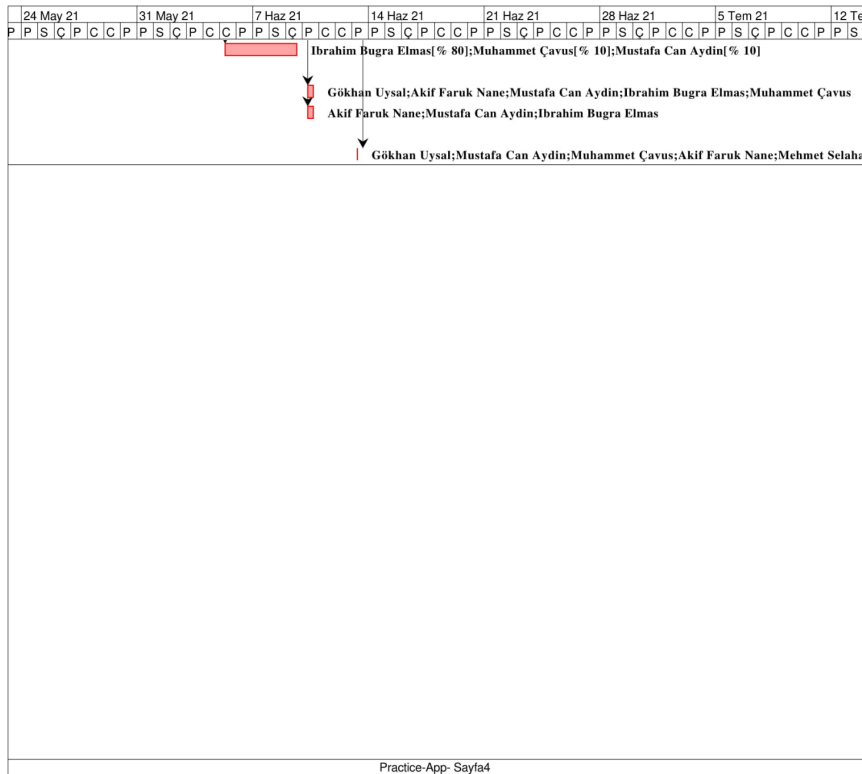 24 May 21 31 May 21 7 Haz 21 14 Haz 21 21 Haz 21 28 Haz 21 5 Tem 21 12 Te
P P S Ç P C C P P S Ç P C C P P S Ç P C C P P S Ç P C C P P S Ç P C C P P S Ç P C C P P S Ç P C C P P S
Ibrahim Bugra Elmas[% 80];Muhammet Çavus[% 10];Mustafa Can Aydin[% 10]
Gökhan Uysal;Akif Faruk Nane;Mustafa Can Aydin;Ibrahim Bugra Elmas;Muhammet Çavus
Akif Faruk Nane;Mustafa Can Aydin;Ibrahim Bugra Elmas
Gökhan Uysal;Mustafa Can Aydin;Muhammet Çavus;Akif Faruk Nane;Mehmet Selaha
Practice-App- Sayfa4